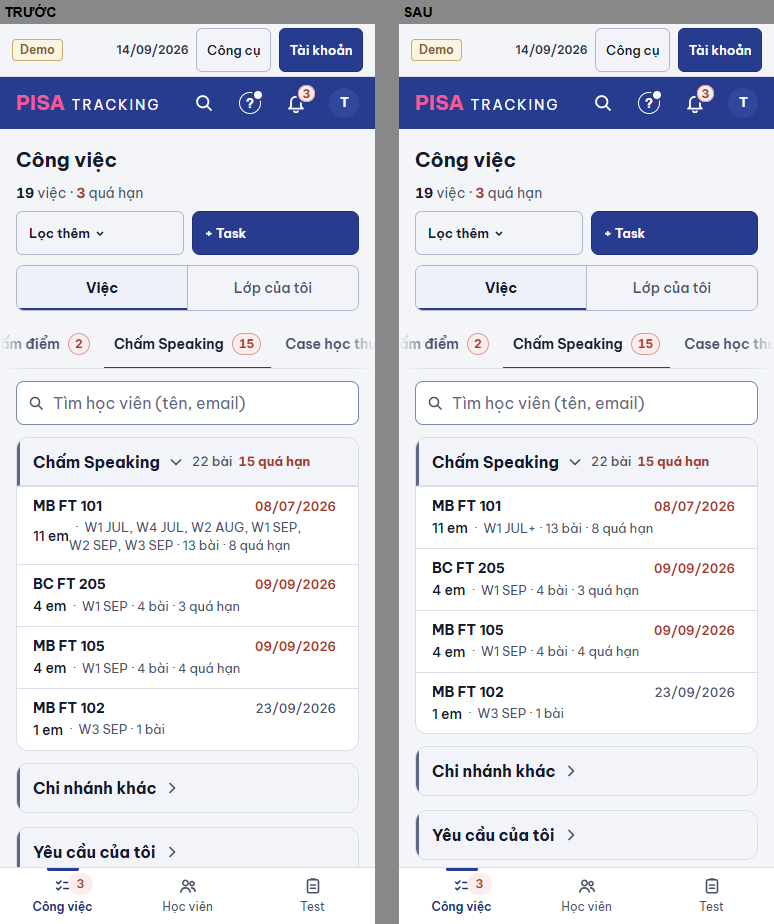 TRƯỚC
Demo
14/09/2026
Công cụ
Tài khoản
PISA TRACKING
?
3
T
Công việc
19 việc · 3 quá hạn
Lọc thêm
+ Task
Việc
Lớp của tôi
ấm điểm 2
Chấm Speaking 15
Case học thu
Tìm học viên (tên, email)
Chấm Speaking 22 bài 15 quá hạn
MB FT 101 08/07/2026
11 em · W1 JUL, W4 JUL, W2 AUG, W1 SEP,
W2 SEP, W3 SEP · 13 bài · 8 quá hạn
BC FT 205 09/09/2026
4 em · W1 SEP · 4 bài · 3 quá hạn
MB FT 105 09/09/2026
4 em · W1 SEP · 4 bài · 4 quá hạn
MB FT 102 23/09/2026
1 em · W3 SEP · 1 bài
Chi nhánh khác
Yêu cầu của tôi
3
Công việc
Học viên
Test
SAU
Demo
14/09/2026
Công cụ
Tài khoản
PISA TRACKING
?
3
T
Công việc
19 việc · 3 quá hạn
Lọc thêm
+ Task
Việc
Lớp của tôi
ấm điểm 2
Chấm Speaking 15
Case học thu
Tìm học viên (tên, email)
Chấm Speaking 22 bài 15 quá hạn
MB FT 101 08/07/2026
11 em · W1 JUL+ · 13 bài · 8 quá hạn
BC FT 205 09/09/2026
4 em · W1 SEP · 4 bài · 3 quá hạn
MB FT 105 09/09/2026
4 em · W1 SEP · 4 bài · 4 quá hạn
MB FT 102 23/09/2026
1 em · W3 SEP · 1 bài
Chi nhánh khác
Yêu cầu của tôi
3
Công việc
Học viên
Test